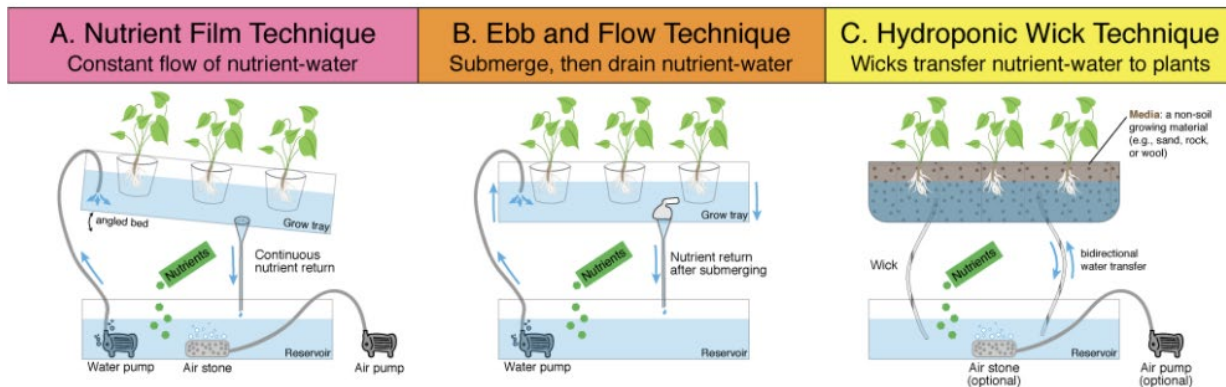 A. Nutrient Film Technique
Constant flow of nutrient-water
angled bed
Grow tray
Nutrients
Continuous
nutrient return
Water pump
Air stone
Reservoir
Air pump
B. Ebb and Flow Technique
Submerge, then drain nutrient-water
Grow tray
Nutrients
Nutrient return
after submerging
Water pump
Reservoir
C. Hydroponic Wick Technique
Wicks transfer nutrient-water to plants
Media: a non-soil
growing material
(e.g., sand, rock,
or wool)
Wick
Nutrients
bidirectional
water transfer
Reservoir
Air stone
(optional)
Air pump
(optional)